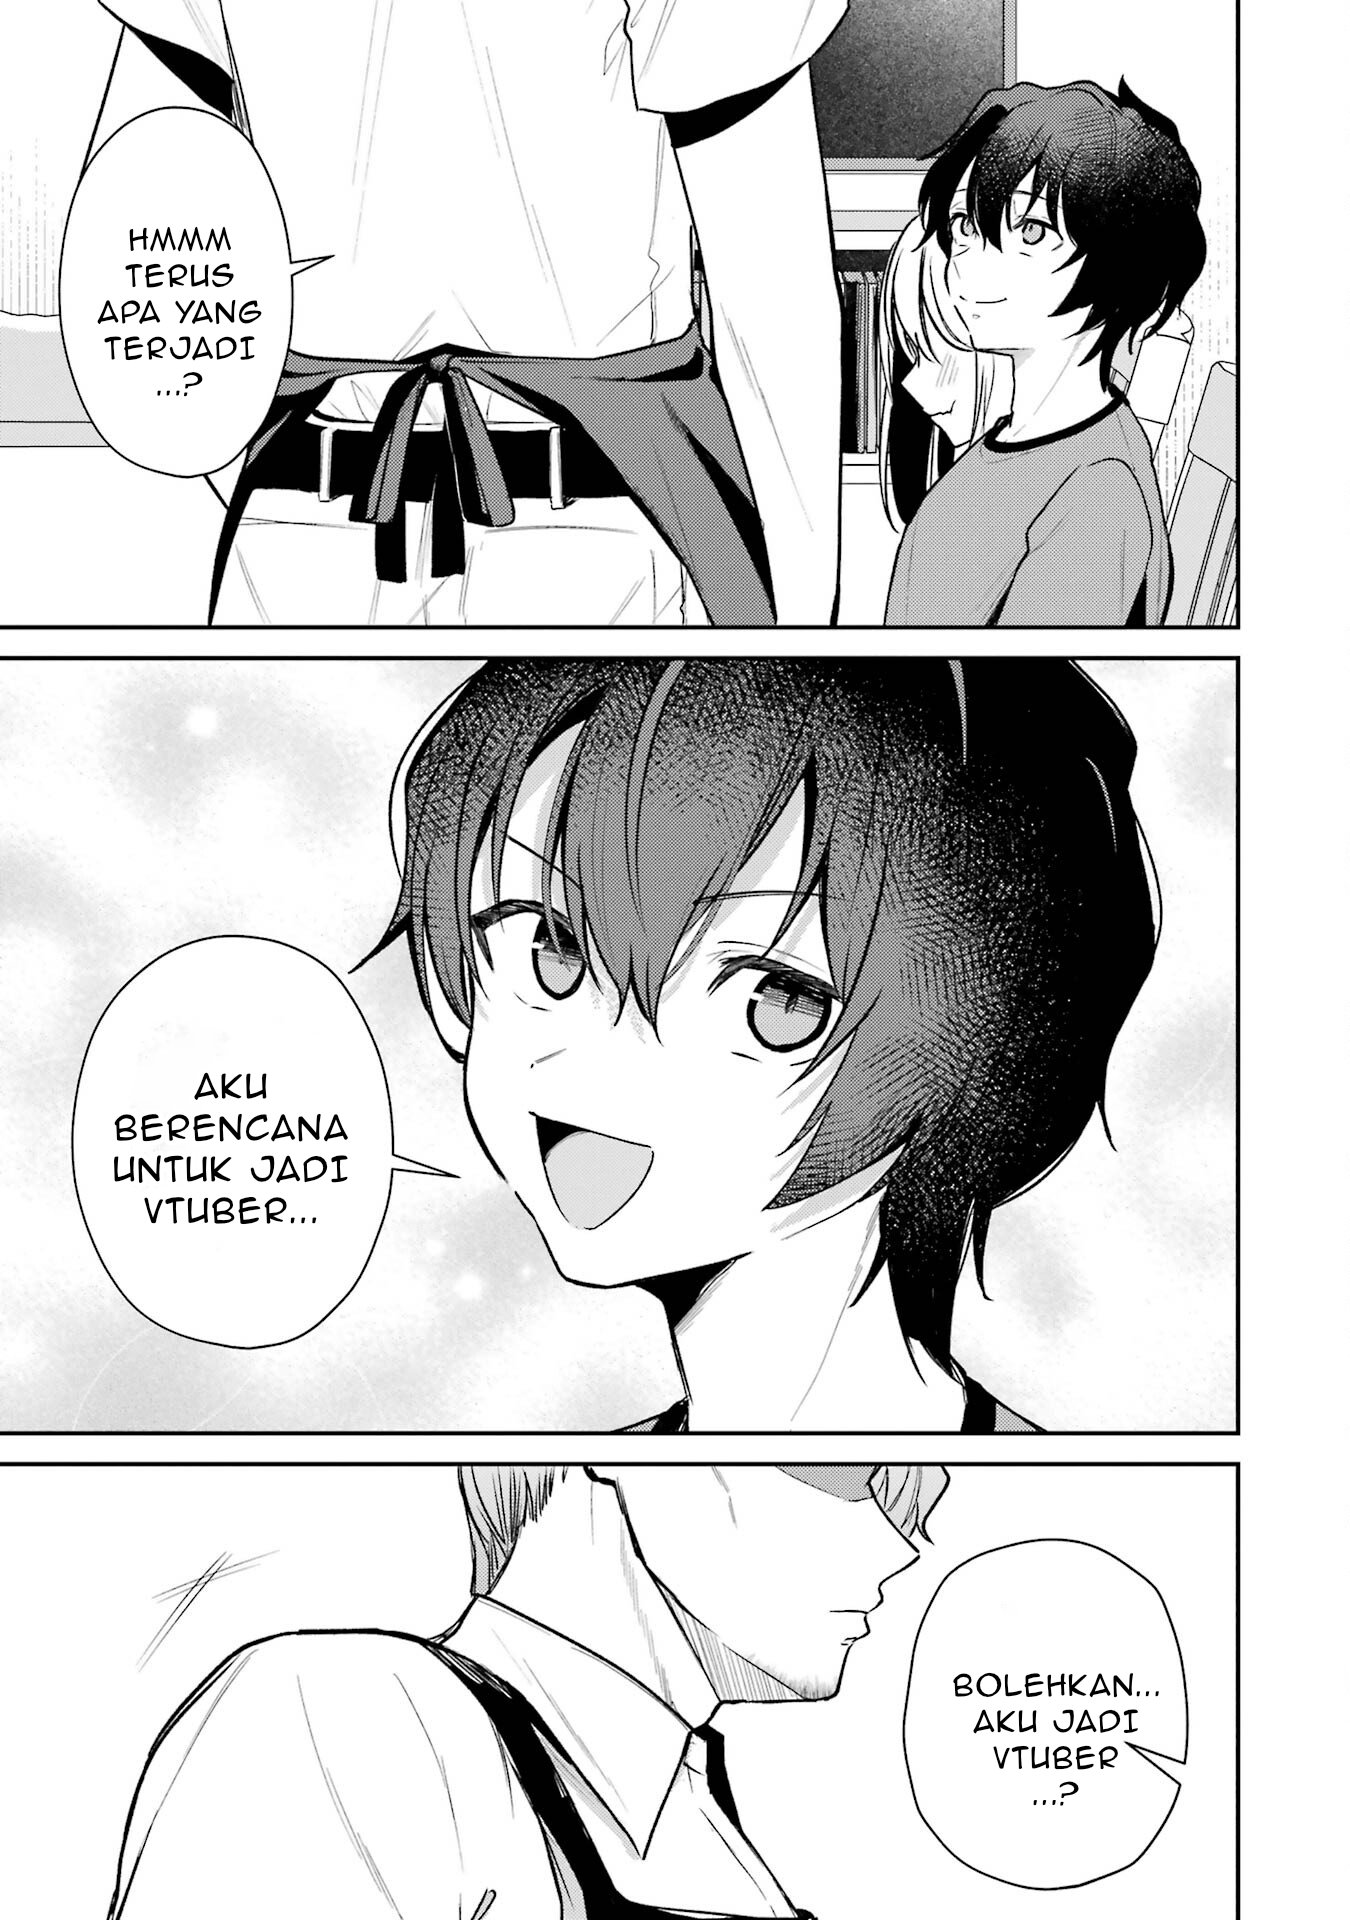 HMMM
TERUS
APA YANG
TERJADI
...?
AKU
BERENCANA
UNTUK JADI
VTUBER...
BOLEHKAN...
AKU JADI
VTUBER
...?